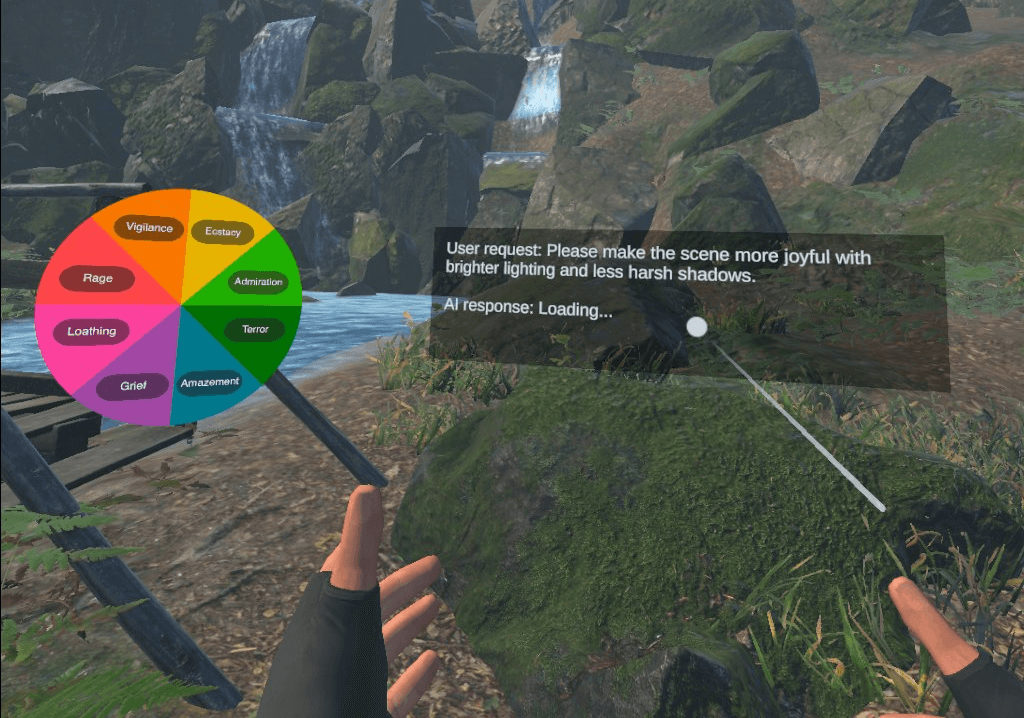 Vigilance
Ecstacy
Rage
Admiration
Loathing
Terror
Grief
Amazement
User request: Please make the scene more joyful with
brighter lighting and less harsh shadows.
AI response: Loading...